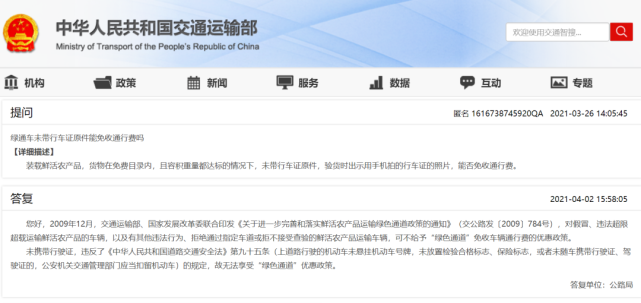 中华人民共和国交通运输部
Ministry of Transport of the People's Republic of China
欢迎使用交通智搜...
机构 政策 新闻 服务 数据 互动 专题
提问 匿名 1616738745920QA 2021-03-26 14:05:45
绿通车未带行车证原件能免收通行费吗
【详细描述】
装载鲜活农产品，货物在免费目录内，且容积重量都达标的情况下，未带行车证原件，验货时出示用手机拍的行车证的照片，能否免收通行费。
答复 2021-04-02 15:58:05
您好，2009年12月，交通运输部、国家发展改革委联合印发《关于进一步完善和落实鲜活农产品运输绿色通道政策的通知》（交公路发〔2009〕784号），对假冒、违法超限
超载运输鲜活农产品的车辆，以及有其他违法行为，拒绝通过指定车道或拒不接受查验的鲜活农产品运输车辆，可不给予“绿色通道”免收车辆通行费的优惠政策。
未携带行驶证，违反了《中华人民共和国道路交通安全法》第九十五条（上道路行驶的机动车未悬挂机动车号牌，未放置检验合格标志、保险标志，或者未随车携带行驶证、驾
驶证的，公安机关交通管理部门应当扣留机动车）的规定，故无法享受“绿色通道”优惠政策。
答复单位：公路局